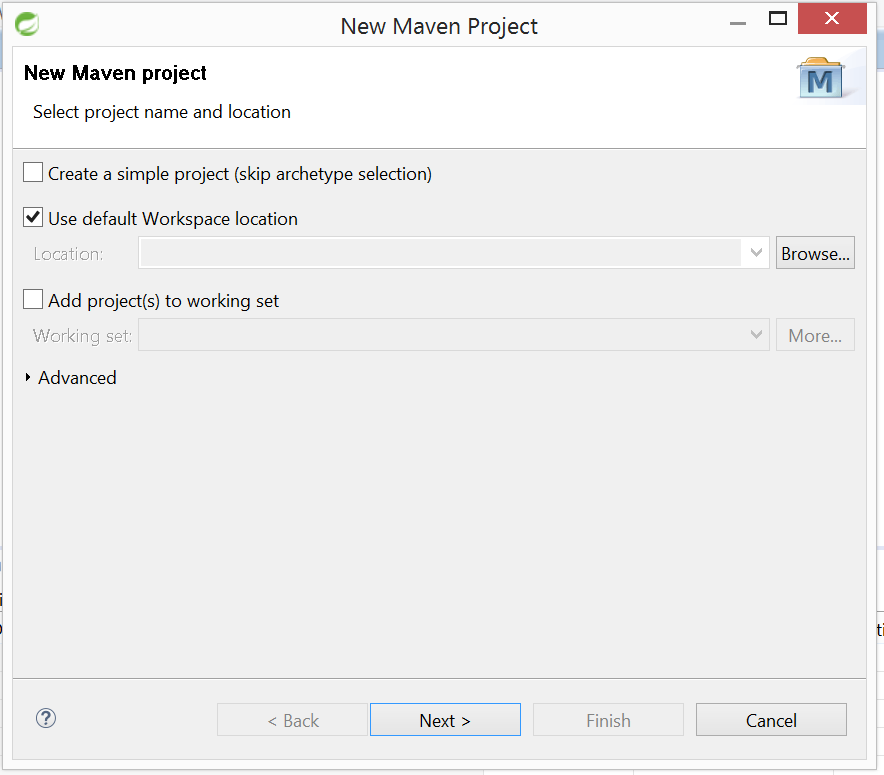 New Maven Project
New Maven project
M
Select project name and location
Create a simple project (skip archetype selection)
Use default Workspace location
Location:
Browse...
Add project(s) to working set
Working set:
More...
Advanced
?
< Back
Next >
Finish
Cancel